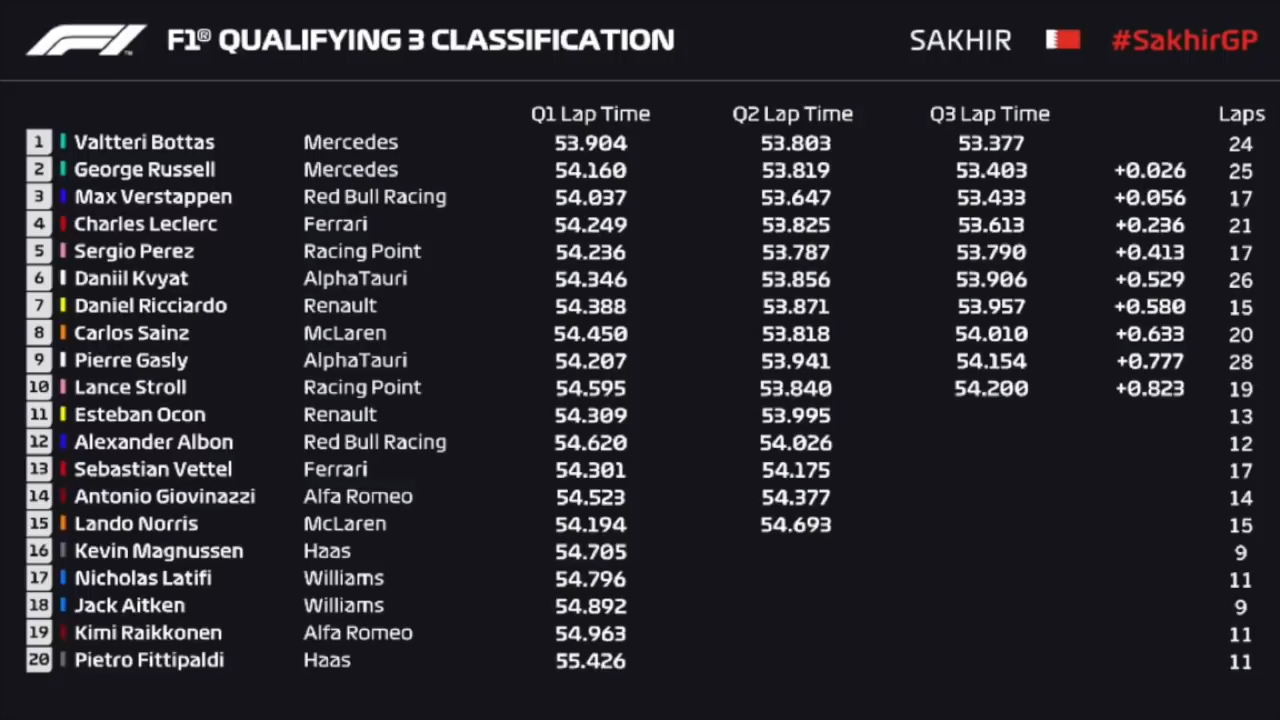 F1® QUALIFYING 3 CLASSIFICATION SAKHIR #SakhirGP
Q1 Lap Time Q2 Lap Time Q3 Lap Time Laps
1 Valtteri Bottas Mercedes 53.904 53.803 53.377 24
2 George Russell Mercedes 54.160 53.819 53.403 +0.026 25
3 Max Verstappen Red Bull Racing 54.037 53.647 53.433 +0.056 17
4 Charles Leclerc Ferrari 54.249 53.825 53.613 +0.236 21
5 Sergio Perez Racing Point 54.236 53.787 53.790 +0.413 17
6 Daniil Kvyat AlphaTauri 54.346 53.856 53.906 +0.529 26
7 Daniel Ricciardo Renault 54.388 53.871 53.957 +0.580 15
8 Carlos Sainz McLaren 54.450 53.818 54.010 +0.633 20
9 Pierre Gasly AlphaTauri 54.207 53.941 54.154 +0.777 28
10 Lance Stroll Racing Point 54.595 53.840 54.200 +0.823 19
11 Esteban Ocon Renault 54.309 53.995 13
12 Alexander Albon Red Bull Racing 54.620 54.026 12
13 Sebastian Vettel Ferrari 54.301 54.175 17
14 Antonio Giovinazzi Alfa Romeo 54.523 54.377 14
15 Lando Norris McLaren 54.194 54.693 15
16 Kevin Magnussen Haas 54.705 9
17 Nicholas Latifi Williams 54.796 11
18 Jack Aitken Williams 54.892 9
19 Kimi Raikkonen Alfa Romeo 54.963 11
20 Pietro Fittipaldi Haas 55.426 11